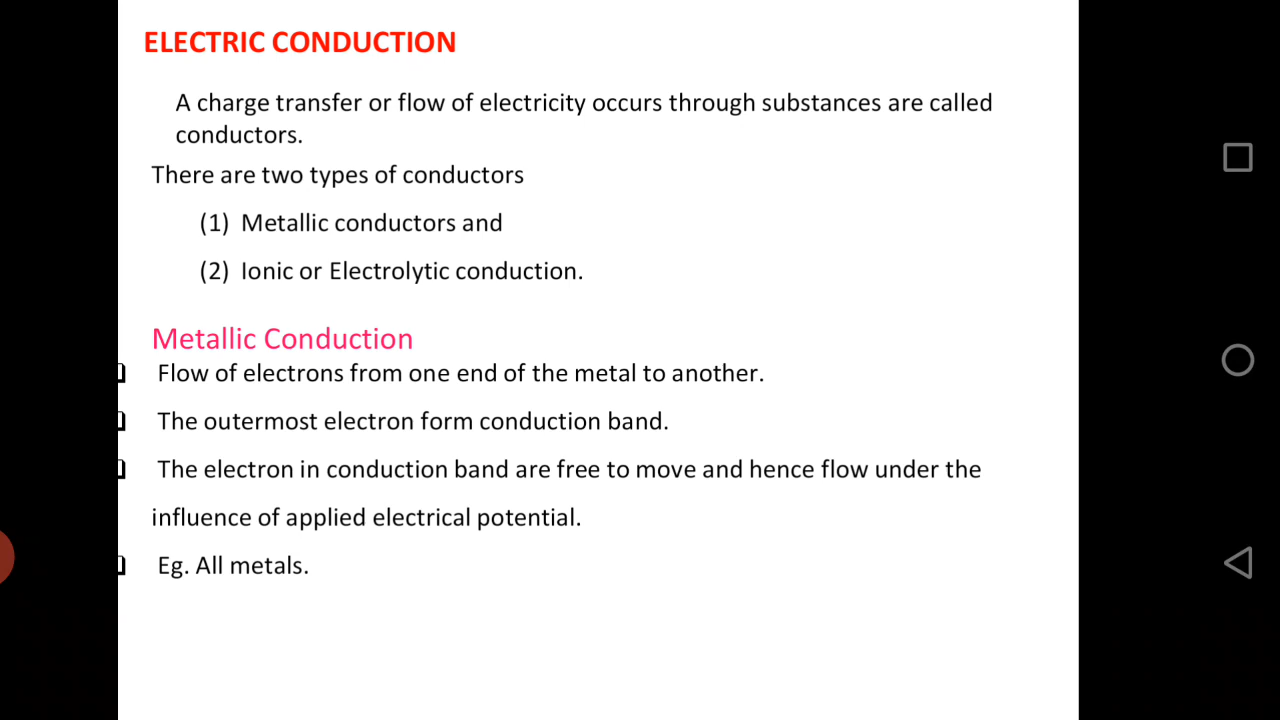 ELECTRIC CONDUCTION
A charge transfer or flow of electricity occurs through substances are called
conductors.
There are two types of conductors
(1) Metallic conductors and
(2) Ionic or Electrolytic conduction.
Metallic Conduction
Flow of electrons from one end of the metal to another.
The outermost electron form conduction band.
The electron in conduction band are free to move and hence flow under the
influence of applied electrical potential.
Eg. All metals.